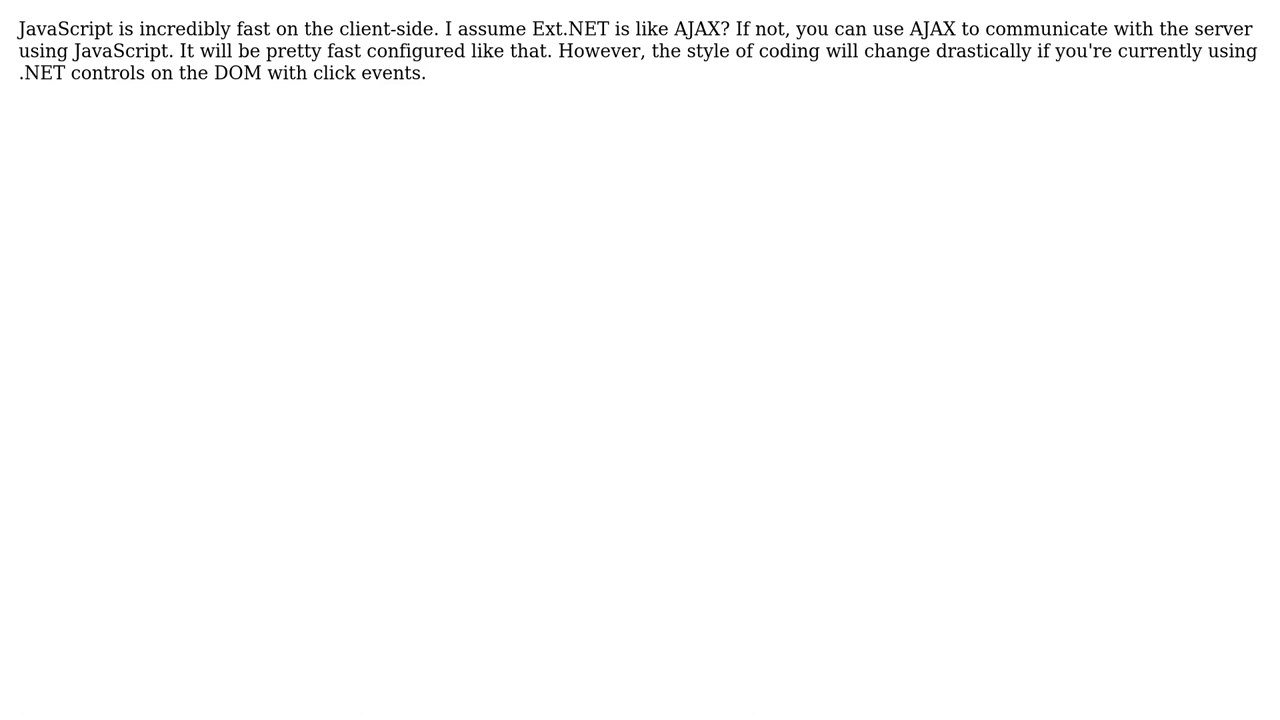 JavaScript is incredibly fast on the client-side. I assume Ext.NET is like AJAX? If not, you can use AJAX to communicate with the server
using JavaScript. It will be pretty fast configured like that. However, the style of coding will change drastically if you're currently using
.NET controls on the DOM with click events.